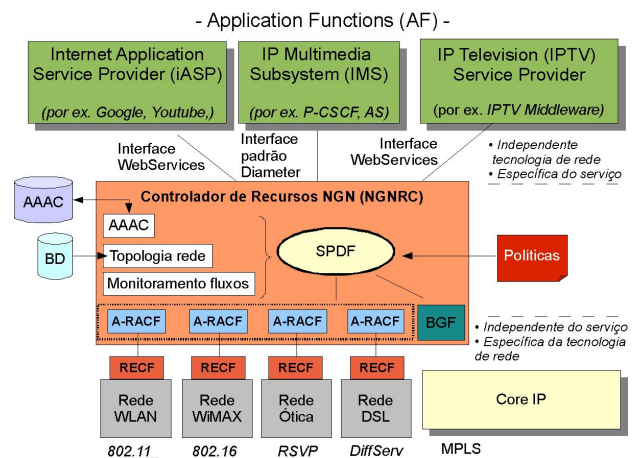 - Application Functions (AF) -
Internet Application
Service Provider (iASP)
(por ex. Google, Youtube,)
IP Multimedia
Subsystem (IMS)
(por ex. P-CSCF, AS)
IP Television (IPTV)
Service Provider
(por ex. IPTV Middleware)
Interface
WebServices
Interface
padrão
Diameter
Interface
WebServices
• Independente
tecnologia de rede
• Específica do serviço
Controlador de Recursos NGN (NGNRC)
AAAC
AAAC
BD
Topologia rede
Monitoramento fluxos
SPDF
Políticas
A-RACF
A-RACF
A-RACF
A-RACF
BGF
• Independente do serviço
• Específica da tecnologia
de rede
RECF
RECF
RECF
RECF
Rede
WLAN
Rede
WiMAX
Rede
Ótica
Rede
DSL
Core IP
802.11_
802.16
RSVP
DiffServ
MPLS